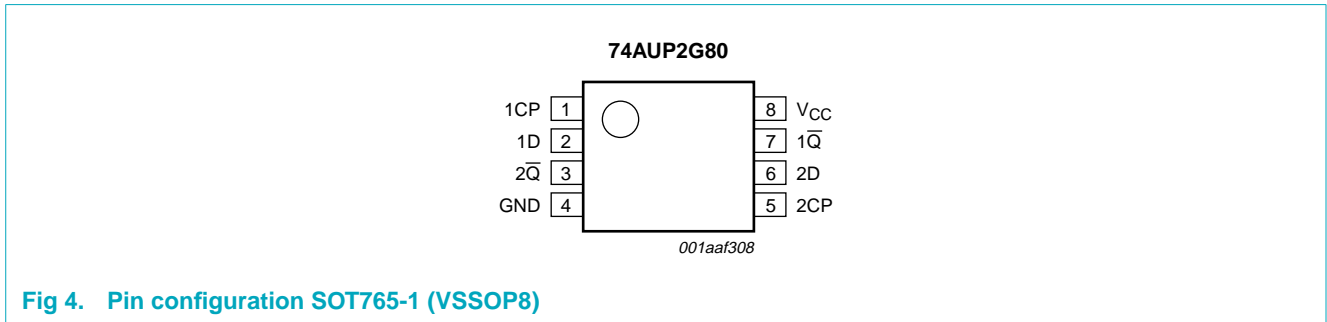 74AUP2G80
1CP 1 8 VCC
1D 2 7 1Q̅
2Q̅ 3 6 2D
GND 4 5 2CP
001aaf308
Fig 4. Pin configuration SOT765-1 (VSSOP8)